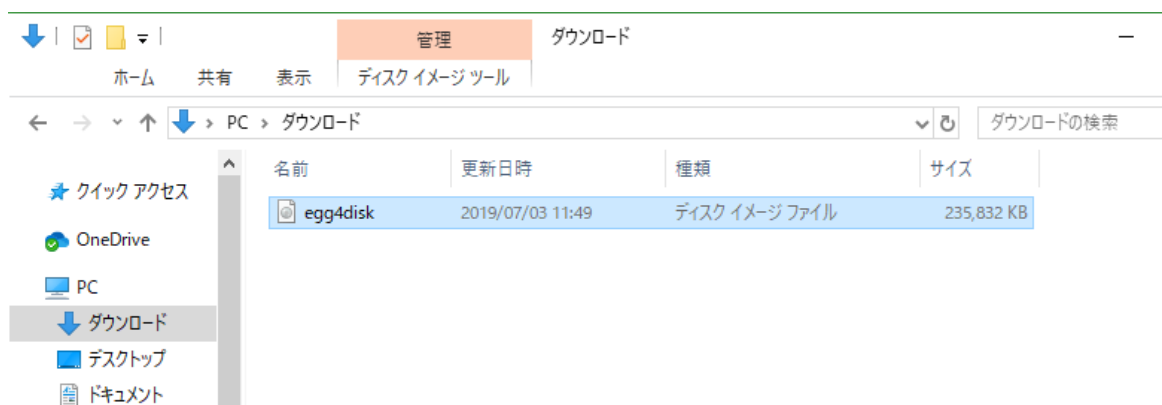 管理 ダウンロード
ホーム 共有 表示 ディスク イメージ ツール
PC ダウンロード ダウンロードの検索
名前 更新日時 種類 サイズ
クイック アクセス
egg4disk 2019/07/03 11:49 ディスク イメージ ファイル 235,832 KB
OneDrive
PC
ダウンロード
デスクトップ
ドキュメント